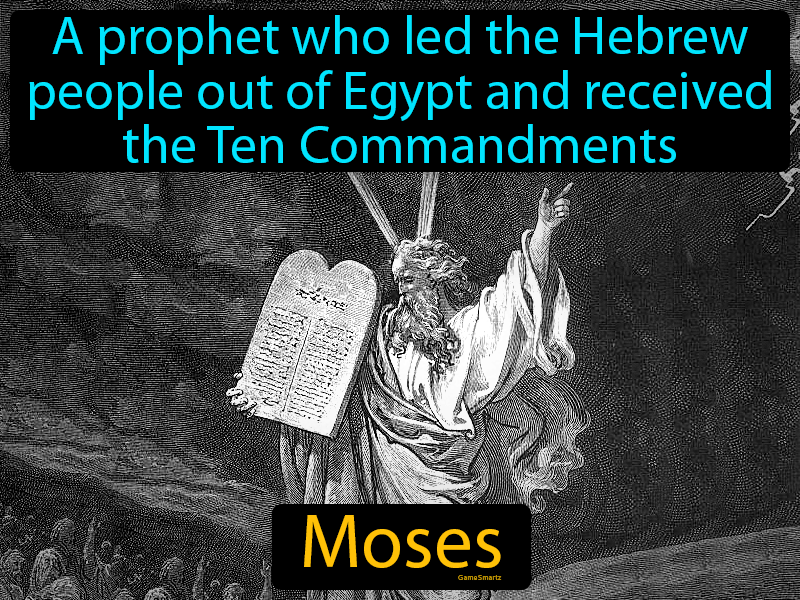 A prophet who led the Hebrew
people out of Egypt and received
the Ten Commandments
Moses
GameSmartz